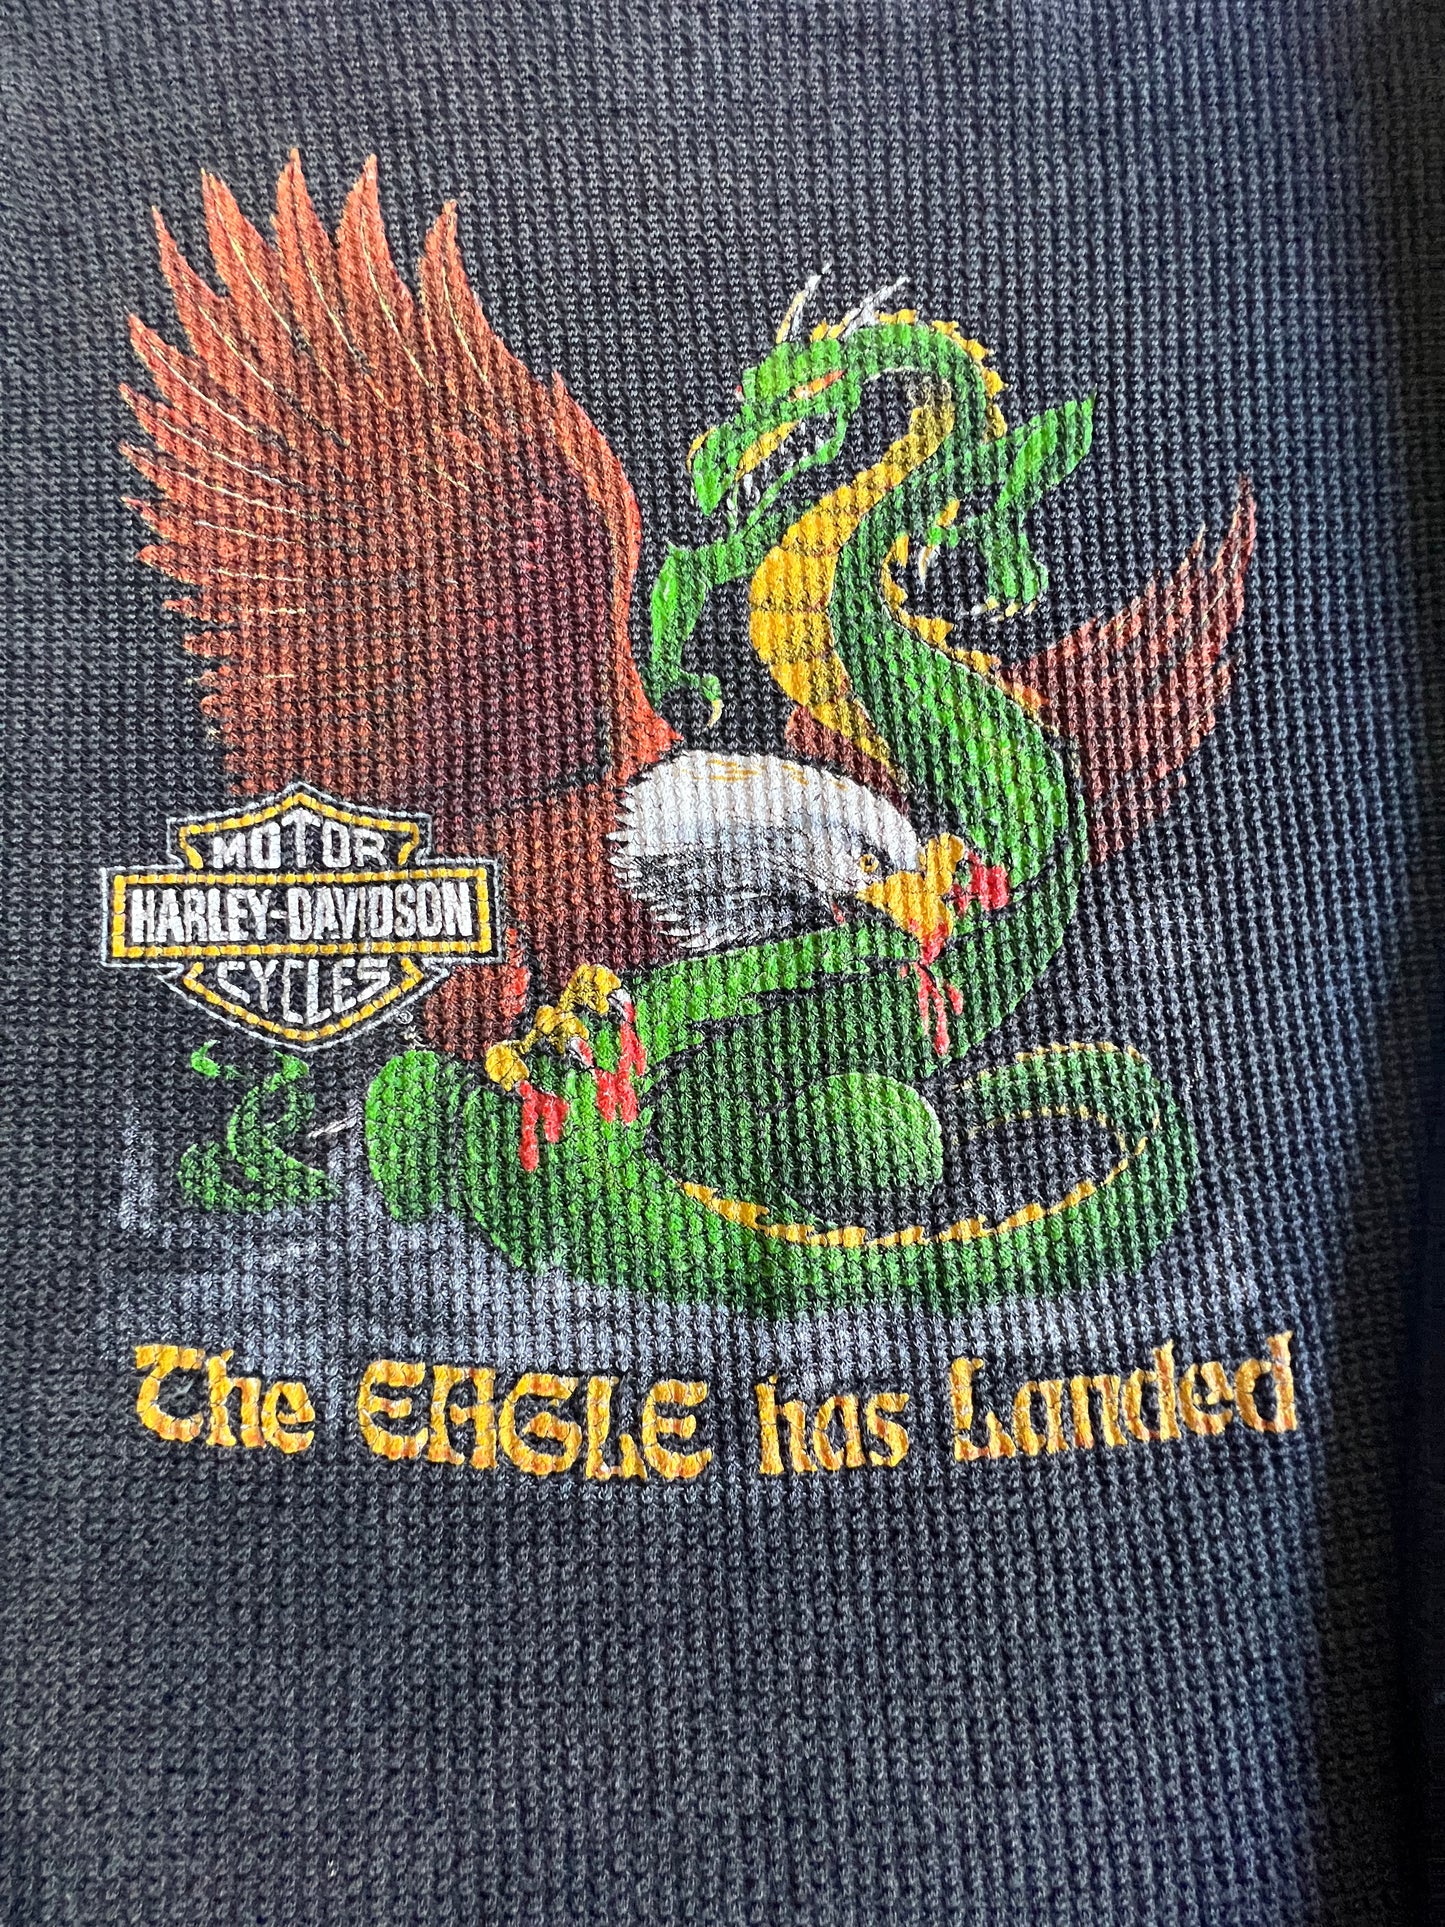 MOTOR
HARLEY-DAVIDSON
CYCLES
®
The EAGLE has Landed